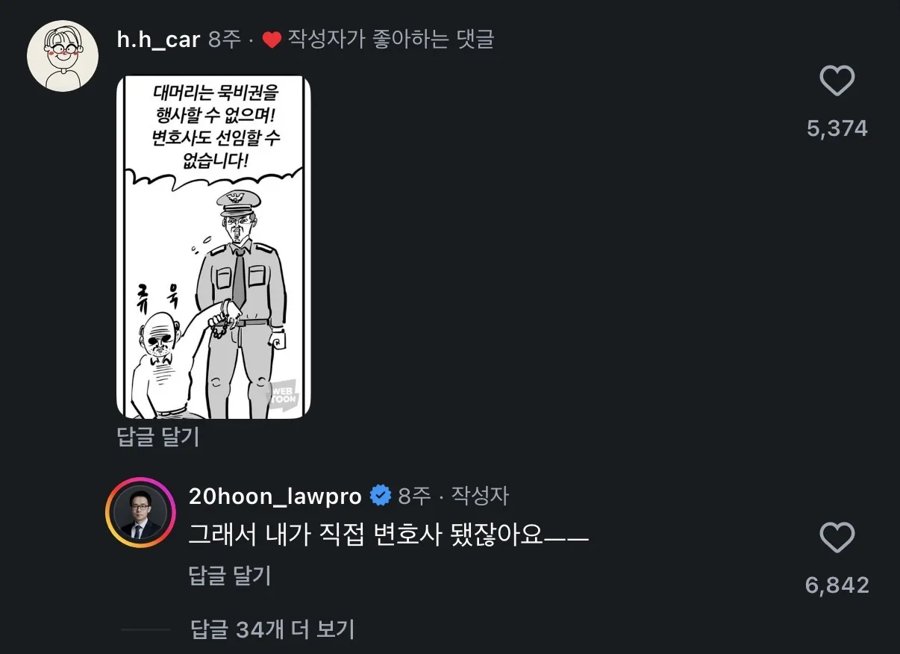 h.h_car 8주 · ❤️ 작성자가 좋아하는 댓글
대머리는 묵비권을
행사할 수 없으며!
변호사도 선임할 수
없습니다!
류 욱
WEB
TOON
5,374
답글 달기
20hoon_lawpro 8주 · 작성자
그래서 내가 직접 변호사 됐잖아요ㅡㅡ
6,842
답글 달기
답글 34개 더 보기